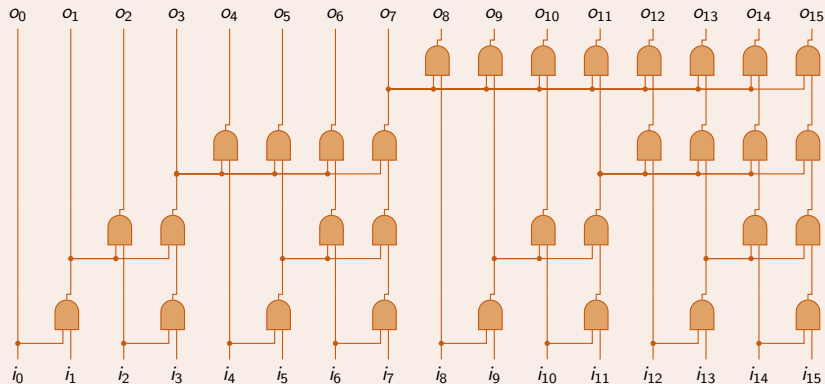 o₀ o₁ o₂ o₃ o₄ o₅ o₆ o₇ o₈ o₉ o₁₀ o₁₁ o₁₂ o₁₃ o₁₄ o₁₅
i₀ i₁ i₂ i₃ i₄ i₅ i₆ i₇ i₈ i₉ i₁₀ i₁₁ i₁₂ i₁₃ i₁₄ i₁₅